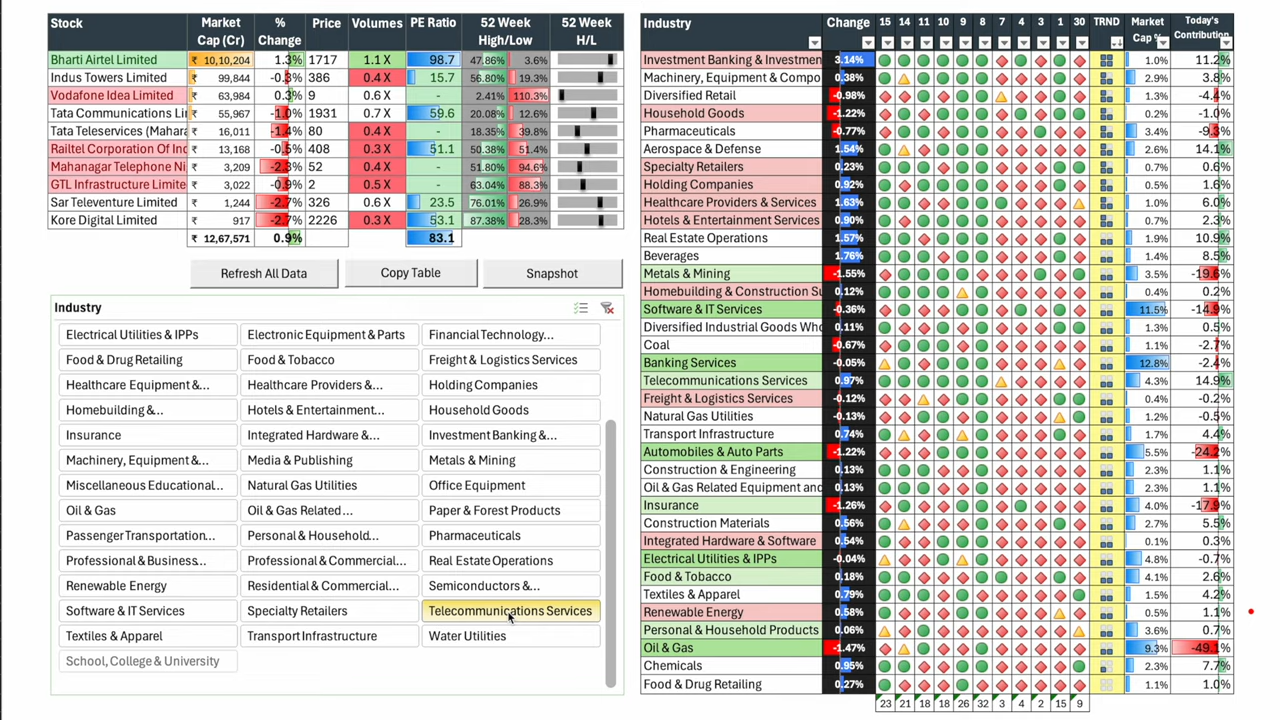 Stock Market Cap (Cr) % Change Price Volumes PE Ratio 52 Week High/Low 52 Week H/L
Bharti Airtel Limited ₹ 10,10,204 1.3% 1717 1.1 X 98.7 47.86% 3.6%
Indus Towers Limited ₹ 99,844 -0.3% 386 0.4 X 15.7 56.80% 19.3%
Vodafone Idea Limited ₹ 63,984 0.3% 9 0.6 X - 2.41% 110.3%
Tata Communications Lin ₹ 55,967 -1.0% 1931 0.7 X 59.6 20.08% 12.6%
Tata Teleservices (Mahara ₹ 16,011 -1.4% 80 0.4 X - 18.35% 39.8%
Railtel Corporation Of Ind ₹ 13,168 -0.5% 408 0.3 X 51.1 50.38% 51.4%
Mahanagar Telephone Ni ₹ 3,209 -2.3% 52 0.4 X - 51.80% 94.6%
GTL Infrastructure Limite ₹ 3,022 -0.9% 2 0.5 X - 63.04% 88.3%
Sar Televenture Limited ₹ 1,244 -2.7% 326 0.6 X 23.5 76.01% 26.9%
Kore Digital Limited ₹ 917 -2.7% 2226 0.3 X 53.1 87.38% 28.3%
₹ 12,67,571 0.9% 83.1
Refresh All Data Copy Table Snapshot
Industry
Electrical Utilities & IPPs Electronic Equipment & Parts Financial Technology...
Food & Drug Retailing Food & Tobacco Freight & Logistics Services
Healthcare Equipment &... Healthcare Providers &... Holding Companies
Homebuilding &... Hotels & Entertainment... Household Goods
Insurance Integrated Hardware &... Investment Banking &...
Machinery, Equipment &... Media & Publishing Metals & Mining
Miscellaneous Educational... Natural Gas Utilities Office Equipment
Oil & Gas Oil & Gas Related... Paper & Forest Products
Passenger Transportation... Personal & Household... Pharmaceuticals
Professional & Business... Professional & Commercial... Real Estate Operations
Renewable Energy Residential & Commercial... Semiconductors &...
Software & IT Services Specialty Retailers Telecommunications Services
Textiles & Apparel Transport Infrastructure Water Utilities
School, College & University
Industry Change 15 14 11 10 9 8 7 4 3 1 30 TRND Market Cap % Today's Contribution
Investment Banking & Investmen 3.14% 1.0% 11.2%
Machinery, Equipment & Compo 0.38% 2.9% 3.8%
Diversified Retail -0.98% 1.3% -4.4%
Household Goods -1.22% 0.2% -1.0%
Pharmaceuticals -0.77% 3.4% -9.3%
Aerospace & Defense 1.54% 2.6% 14.1%
Specialty Retailers 0.23% 0.7% 0.6%
Holding Companies 0.92% 0.5% 1.6%
Healthcare Providers & Services 1.63% 1.0% 6.0%
Hotels & Entertainment Services 0.90% 0.7% 2.3%
Real Estate Operations 1.57% 1.9% 10.9%
Beverages 1.76% 1.4% 8.5%
Metals & Mining -1.55% 3.5% -19.6%
Homebuilding & Construction Su 0.12% 0.4% 0.2%
Software & IT Services -0.36% 11.5% -14.9%
Diversified Industrial Goods Who 0.11% 1.3% 0.5%
Coal -0.67% 1.1% -2.7%
Banking Services -0.05% 12.8% -2.4%
Telecommunications Services 0.97% 4.3% 14.9%
Freight & Logistics Services -0.12% 0.4% -0.2%
Natural Gas Utilities -0.13% 1.2% -0.5%
Transport Infrastructure 0.74% 1.7% 4.4%
Automobiles & Auto Parts -1.22% 5.5% -24.2%
Construction & Engineering 0.13% 2.3% 1.1%
Oil & Gas Related Equipment and 0.13% 2.3% 1.1%
Insurance -1.26% 4.0% -17.9%
Construction Materials 0.56% 2.7% 5.5%
Integrated Hardware & Software 0.54% 0.1% 0.3%
Electrical Utilities & IPPs -0.04% 4.8% -0.7%
Food & Tobacco 0.18% 4.1% 2.6%
Textiles & Apparel 0.79% 1.5% 4.2%
Renewable Energy 0.58% 0.5% 1.1%
Personal & Household Products 0.06% 3.6% 0.7%
Oil & Gas -1.47% 9.3% -49.1%
Chemicals 0.95% 2.3% 7.7%
Food & Drug Retailing 0.27% 1.1% 1.0%
23 21 18 18 26 32 3 4 2 15 9